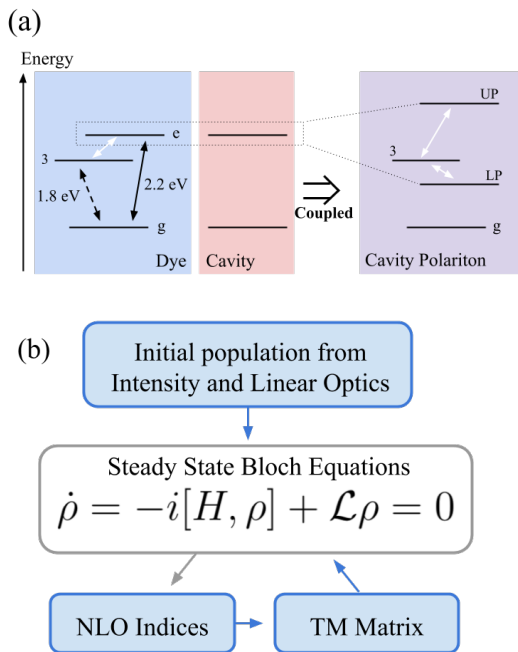 (a)
Energy
e
3
1.8 eV
2.2 eV
g
Dye
Cavity
Coupled
UP
3
LP
g
Cavity Polariton
(b)
Initial population from
Intensity and Linear Optics
Steady State Bloch Equations
ρ̇ = −i[H, ρ] + ℒρ = 0
NLO Indices
TM Matrix